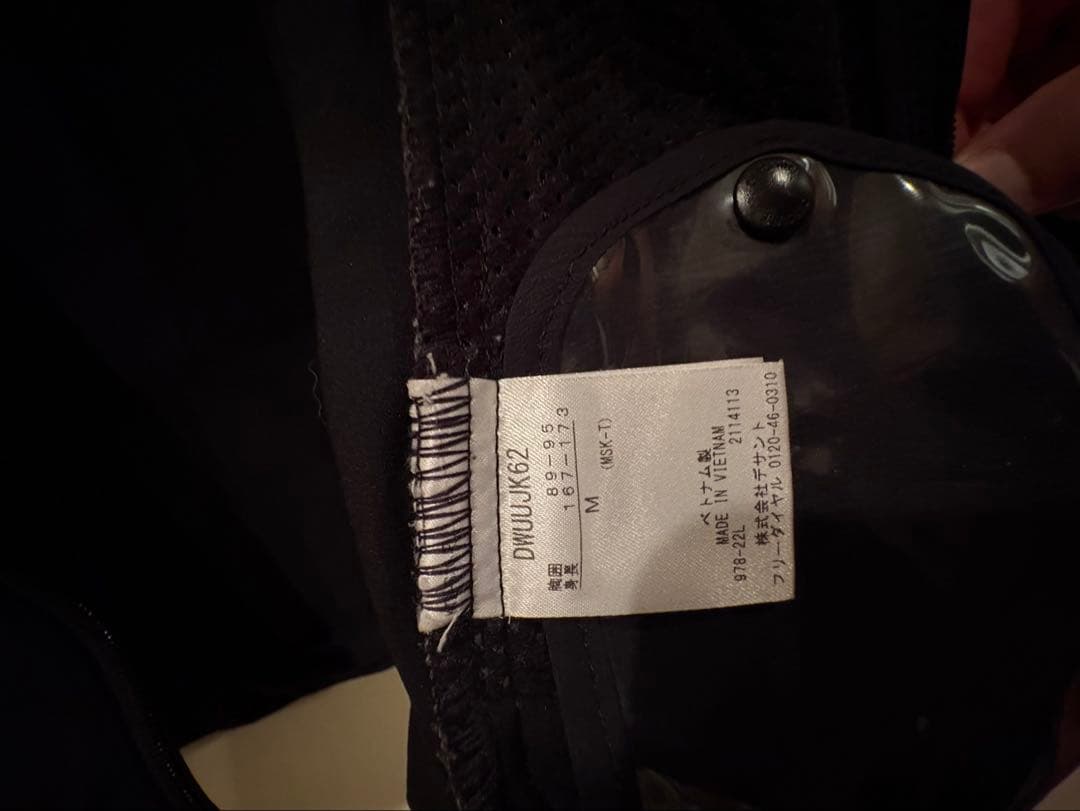 DWUUJK62
胸囲 89-95
身長 167-173
M
(MSK-T)
ベトナム製
MADE IN VIETNAM
978-22L 2114113
株式会社デサント
フリーダイヤル 0120-46-0310